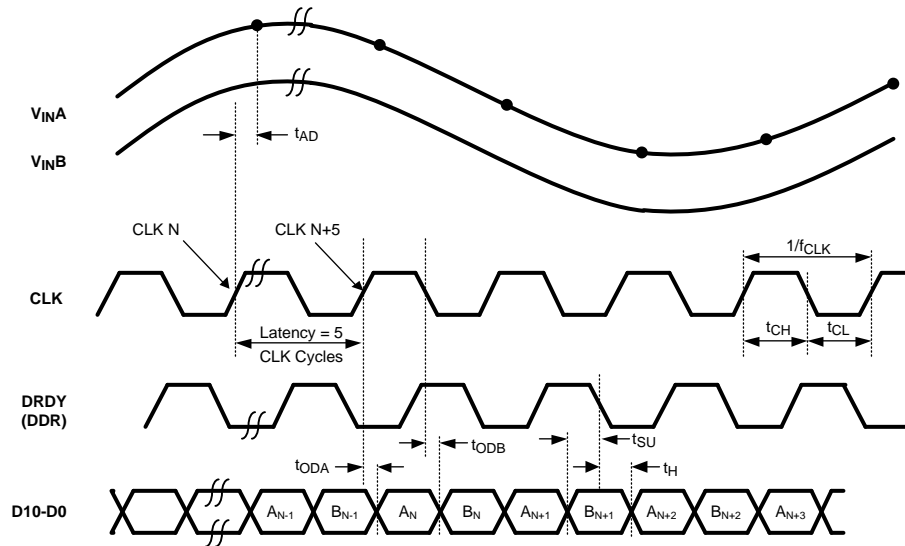 VINA
tAD
VINB
CLK N
CLK N+5
1/fCLK
CLK
Latency = 5
CLK Cycles
tCH
tCL
DRDY
(DDR)
tODB
tSU
tODA
tH
D10-D0
AN-1
BN-1
AN
BN
AN+1
BN+1
AN+2
BN+2
AN+3